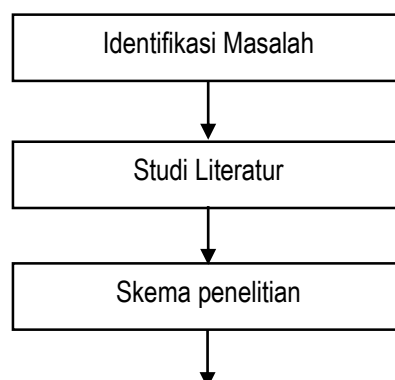 Identifikasi Masalah
Studi Literatur
Skema penelitian